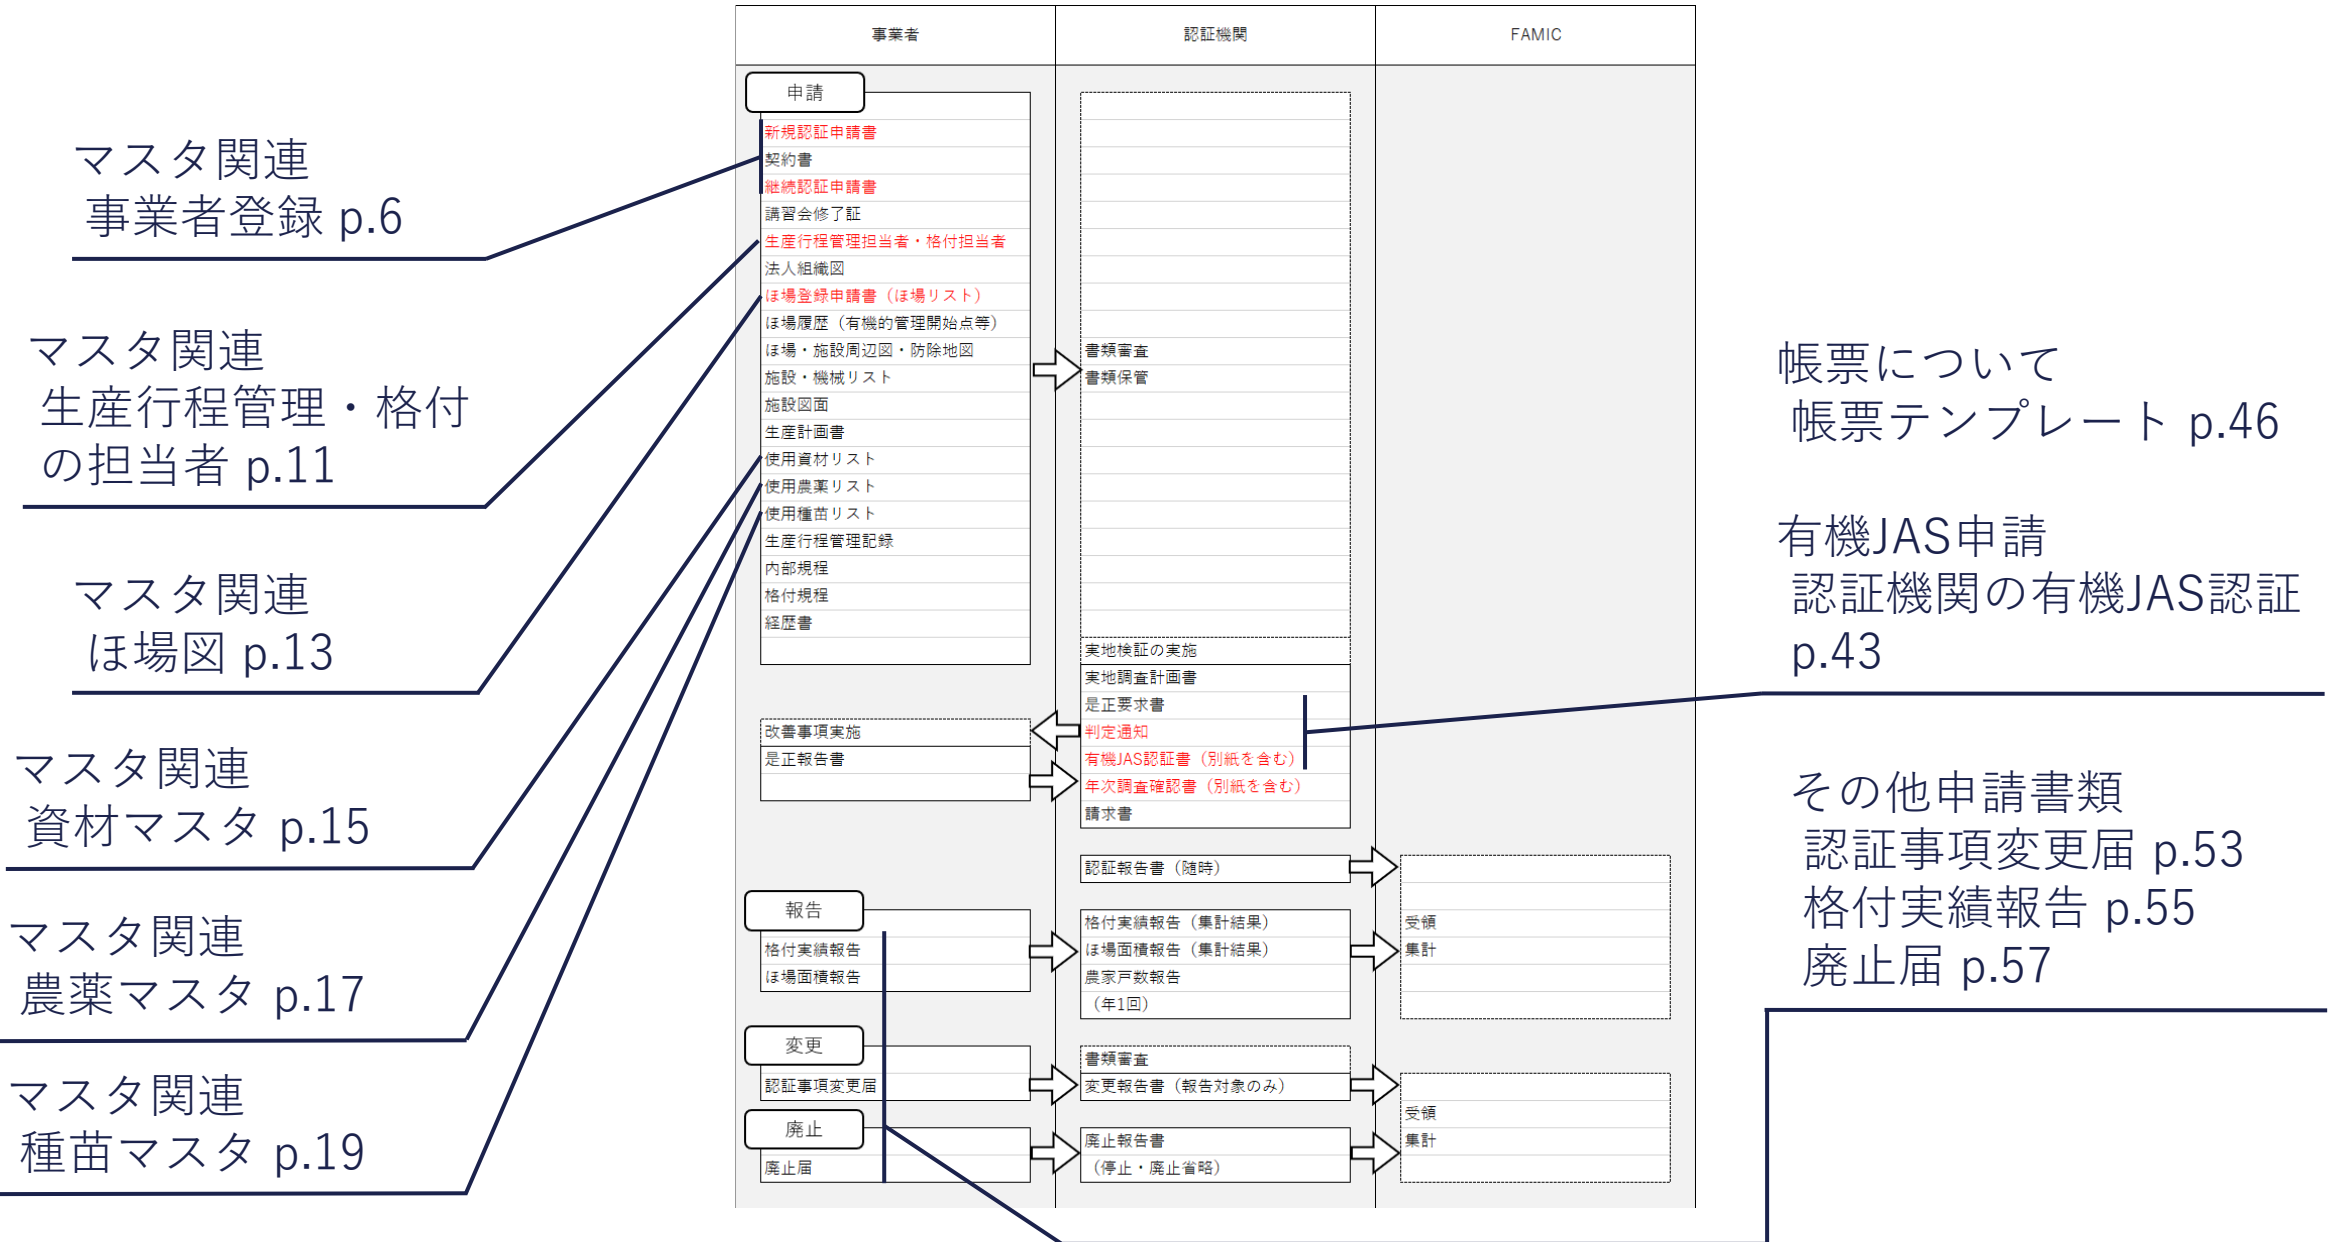 事業者
認証機関
FAMIC
マスタ関連
事業者登録 p.6
マスタ関連
生産行程管理・格付
の担当者 p.11
マスタ関連
ほ場図 p.13
マスタ関連
資材マスタ p.15
マスタ関連
農薬マスタ p.17
マスタ関連
種苗マスタ p.19
申請
新規認証申請書
契約書
継続認証申請書
講習会修了証
生産行程管理担当者・格付担当者
法人組織図
ほ場登録申請書（ほ場リスト）
ほ場履歴（有機的管理開始点等）
ほ場・施設周辺図・防除地図
施設・機械リスト
施設図面
生産計画書
使用資材リスト
使用農薬リスト
使用種苗リスト
生産行程管理記録
内部規程
格付規程
経歴書
改善事項実施
是正報告書
報告
格付実績報告
ほ場面積報告
変更
認証事項変更届
廃止
廃止届
書類審査
書類保管
実地検証の実施
実地調査計画書
是正要求書
判定通知
有機JAS認証書（別紙を含む）
年次調査確認書（別紙を含む）
請求書
認証報告書（随時）
格付実績報告（集計結果）
ほ場面積報告（集計結果）
農家戸数報告
（年1回）
書類審査
変更報告書（報告対象のみ）
廃止報告書
（停止・廃止省略）
受領
集計
受領
集計
帳票について
帳票テンプレート p.46
有機JAS申請
認証機関の有機JAS認証
p.43
その他申請書類
認証事項変更届 p.53
格付実績報告 p.55
廃止届 p.57